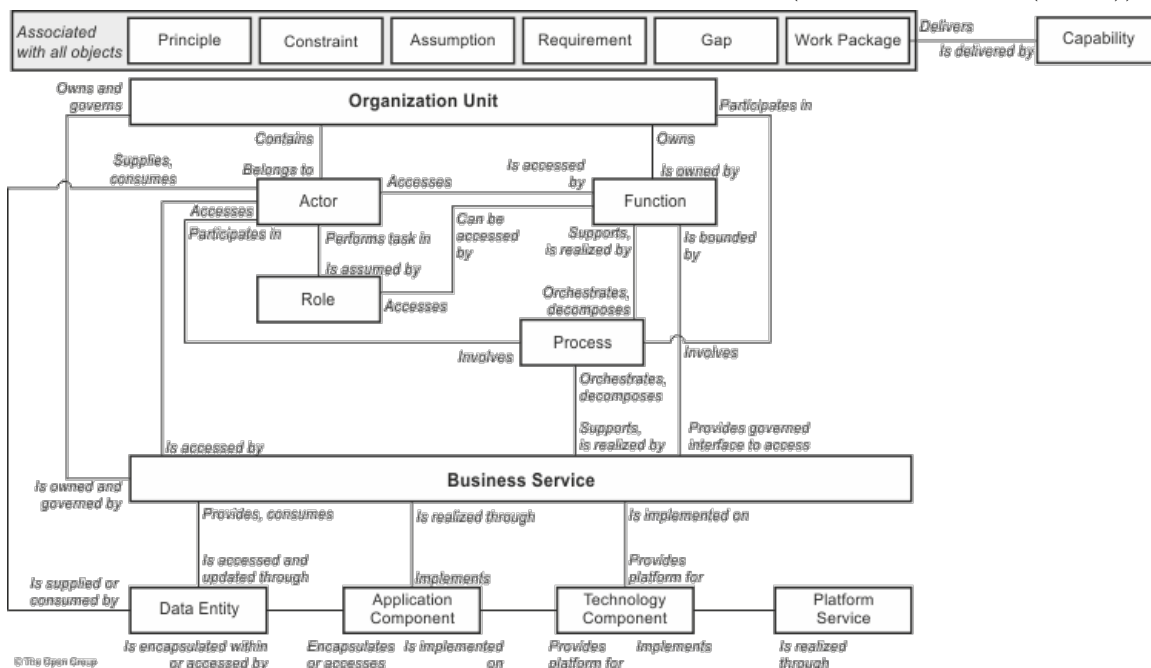 Associated
with all objects
Principle
Constraint
Assumption
Requirement
Gap
Work Package
Delivers
Is delivered by
Capability
Owns and
governs
Organization Unit
Participates in
Contains
Owns
Supplies,
consumes
Belongs to
Is accessed
by
Is owned by
Actor
Accesses
Function
Accesses
Participates in
Performs task in
Can be
accessed
by
Supports,
is realized by
Is bounded
by
Is assumed by
Role
Accesses
Orchestrates,
decomposes
Process
Involves
Involves
Orchestrates,
decomposes
Is accessed by
Supports,
is realized by
Provides governed
interface to access
Business Service
Is owned and
governed by
Provides, consumes
Is realized through
Is implemented on
Is accessed and
updated through
Implements
Provides
platform for
Is supplied or
consumed by
Data Entity
Application
Component
Technology
Component
Platform
Service
Is encapsulated within
or accessed by
Encapsulates
or accesses
Is implemented
on
Provides
platform for
Implements
Is realized
through
© The Open Group